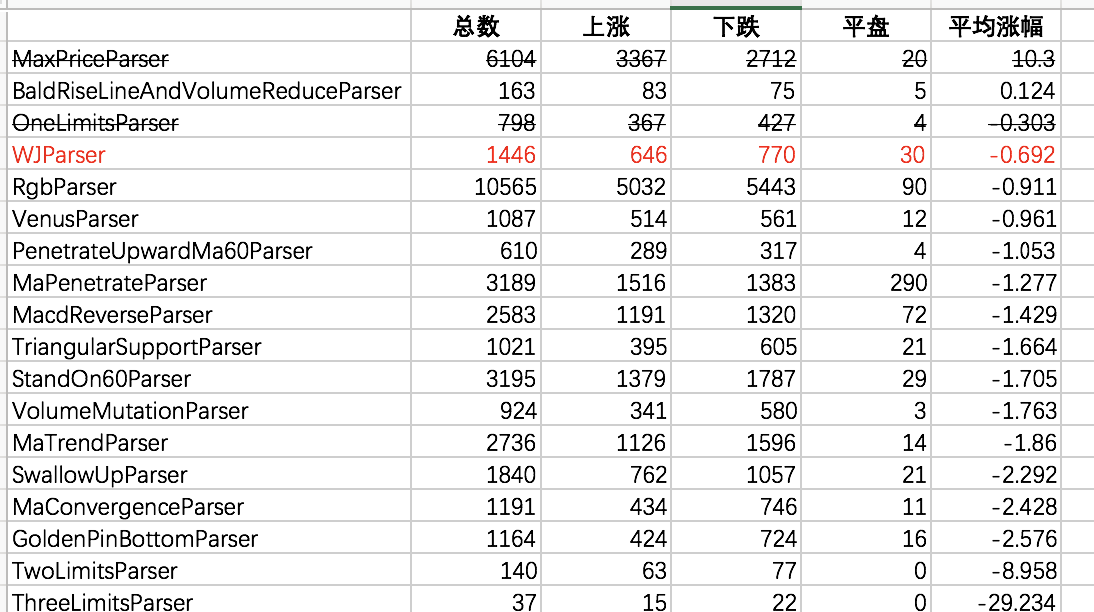 总数 上涨 下跌 平盘 平均涨幅
MaxPriceParser 6104 3367 2712 20 10.3
BaldRiseLineAndVolumeReduceParser 163 83 75 5 0.124
OneLimitsParser 798 367 427 4 -0.303
WJParser 1446 646 770 30 -0.692
RgbParser 10565 5032 5443 90 -0.911
VenusParser 1087 514 561 12 -0.961
PenetrateUpwardMa60Parser 610 289 317 4 -1.053
MaPenetrateParser 3189 1516 1383 290 -1.277
MacdReverseParser 2583 1191 1320 72 -1.429
TriangularSupportParser 1021 395 605 21 -1.664
StandOn60Parser 3195 1379 1787 29 -1.705
VolumeMutationParser 924 341 580 3 -1.763
MaTrendParser 2736 1126 1596 14 -1.86
SwallowUpParser 1840 762 1057 21 -2.292
MaConvergenceParser 1191 434 746 11 -2.428
GoldenPinBottomParser 1164 424 724 16 -2.576
TwoLimitsParser 140 63 77 0 -8.958
ThreeLimitsParser 37 15 22 0 -29.234